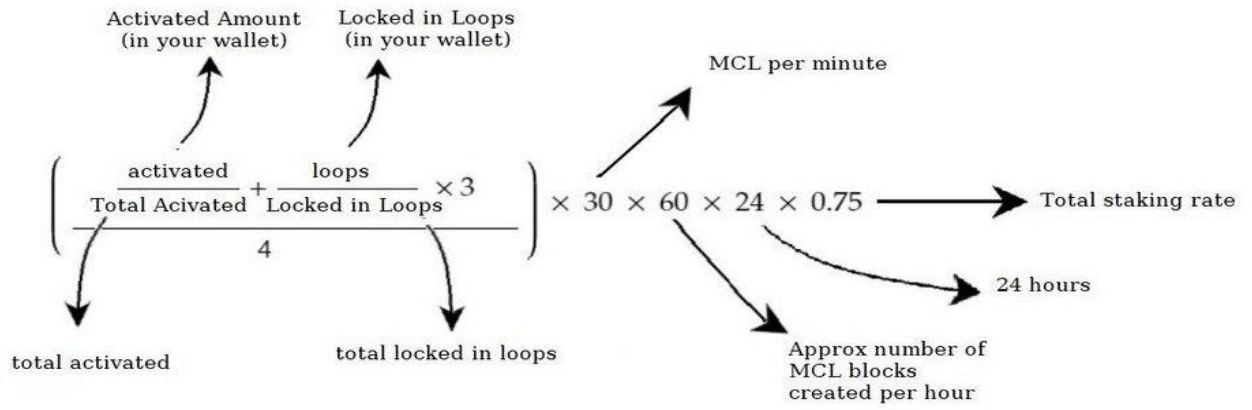 Activated Amount
(in your wallet)
Locked in Loops
(in your wallet)
MCL per minute
( activated + loops × 3 ) × 30 × 60 × 24 × 0.75
Total Acivated Locked in Loops
4
Total staking rate
24 hours
total activated
total locked in loops
Approx number of
MCL blocks
created per hour